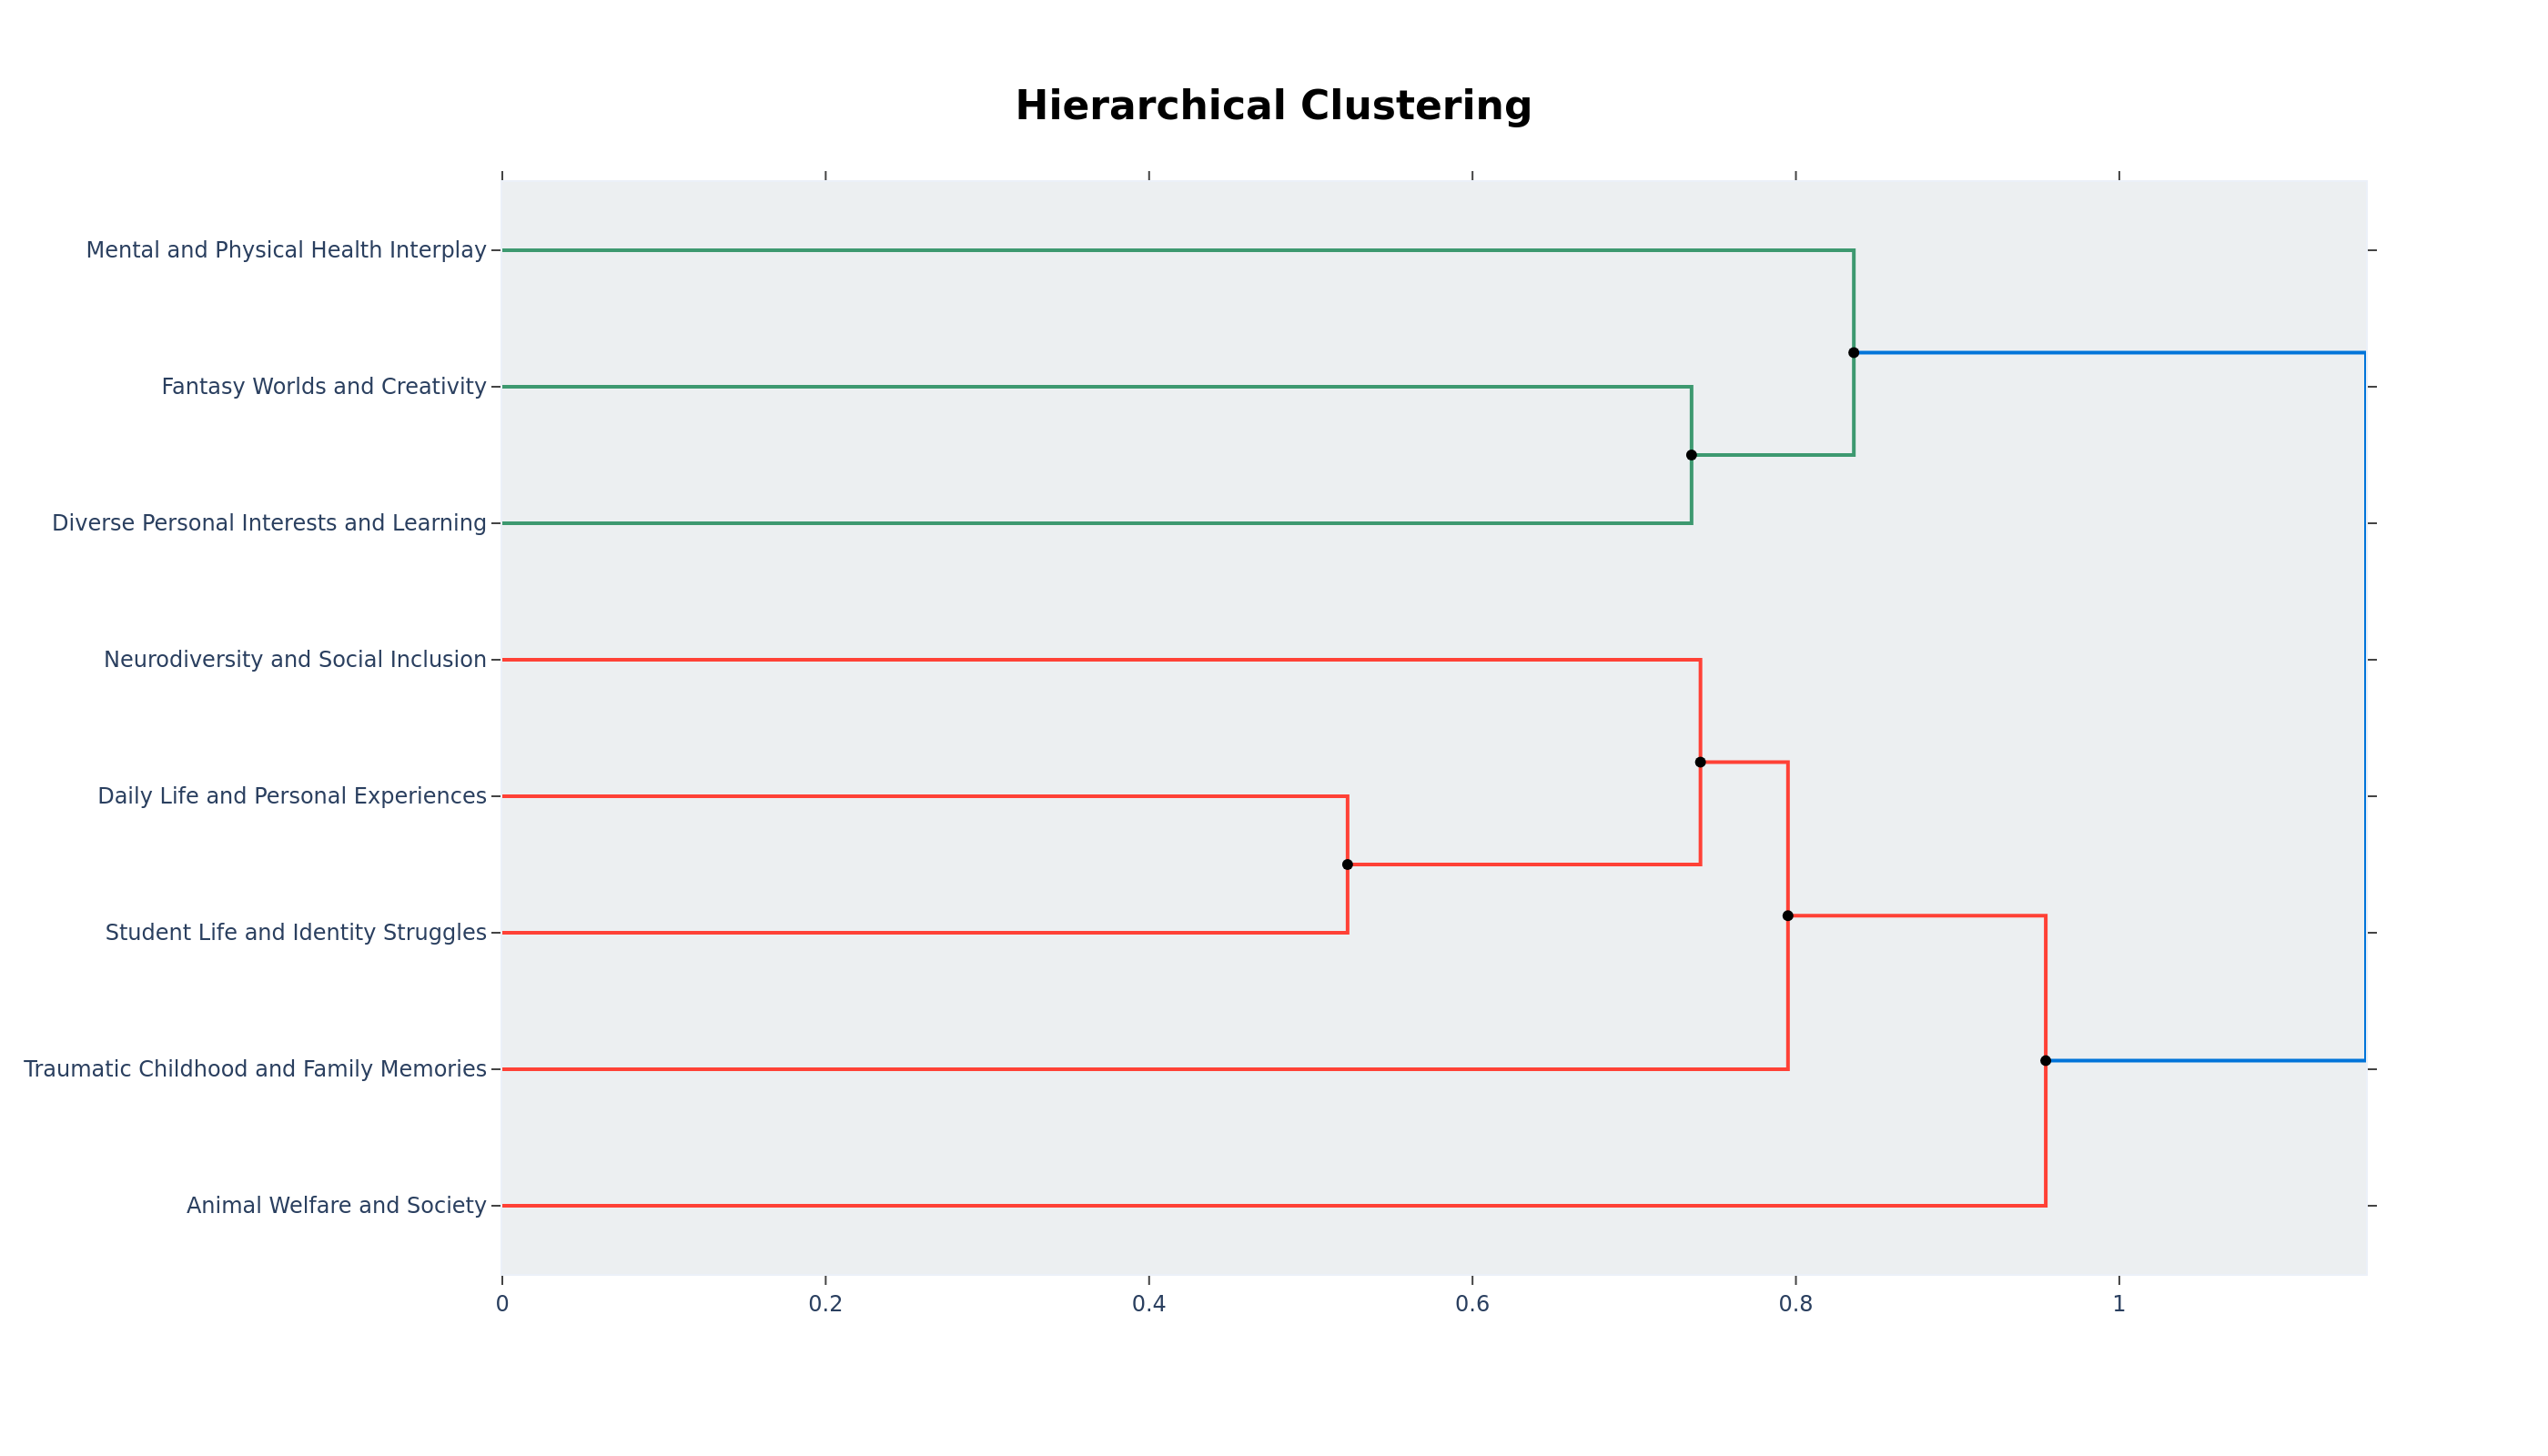 Hierarchical Clustering
Mental and Physical Health Interplay
Fantasy Worlds and Creativity
Diverse Personal Interests and Learning
Neurodiversity and Social Inclusion
Daily Life and Personal Experiences
Student Life and Identity Struggles
Traumatic Childhood and Family Memories
Animal Welfare and Society
0 0.2 0.4 0.6 0.8 1